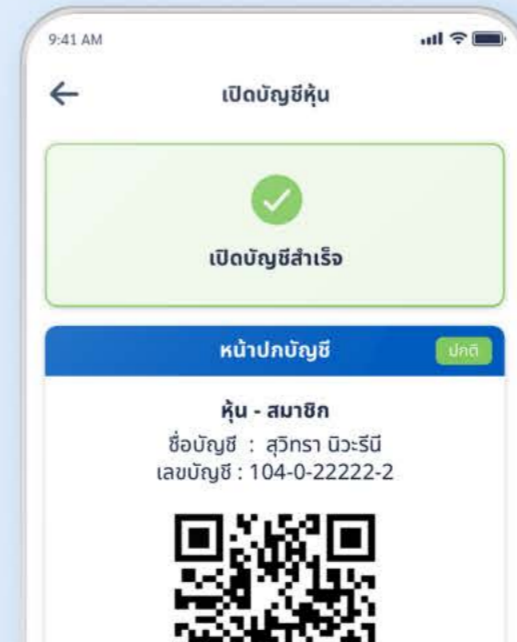 9:41 AM
เปิดบัญชีหุ้น
เปิดบัญชีสำเร็จ
หน้าปกบัญชี
ปกติ
หุ้น - สมาชิก
ชื่อบัญชี : สุวิทรา นิวะรีนี
เลขบัญชี : 104-0-22222-2